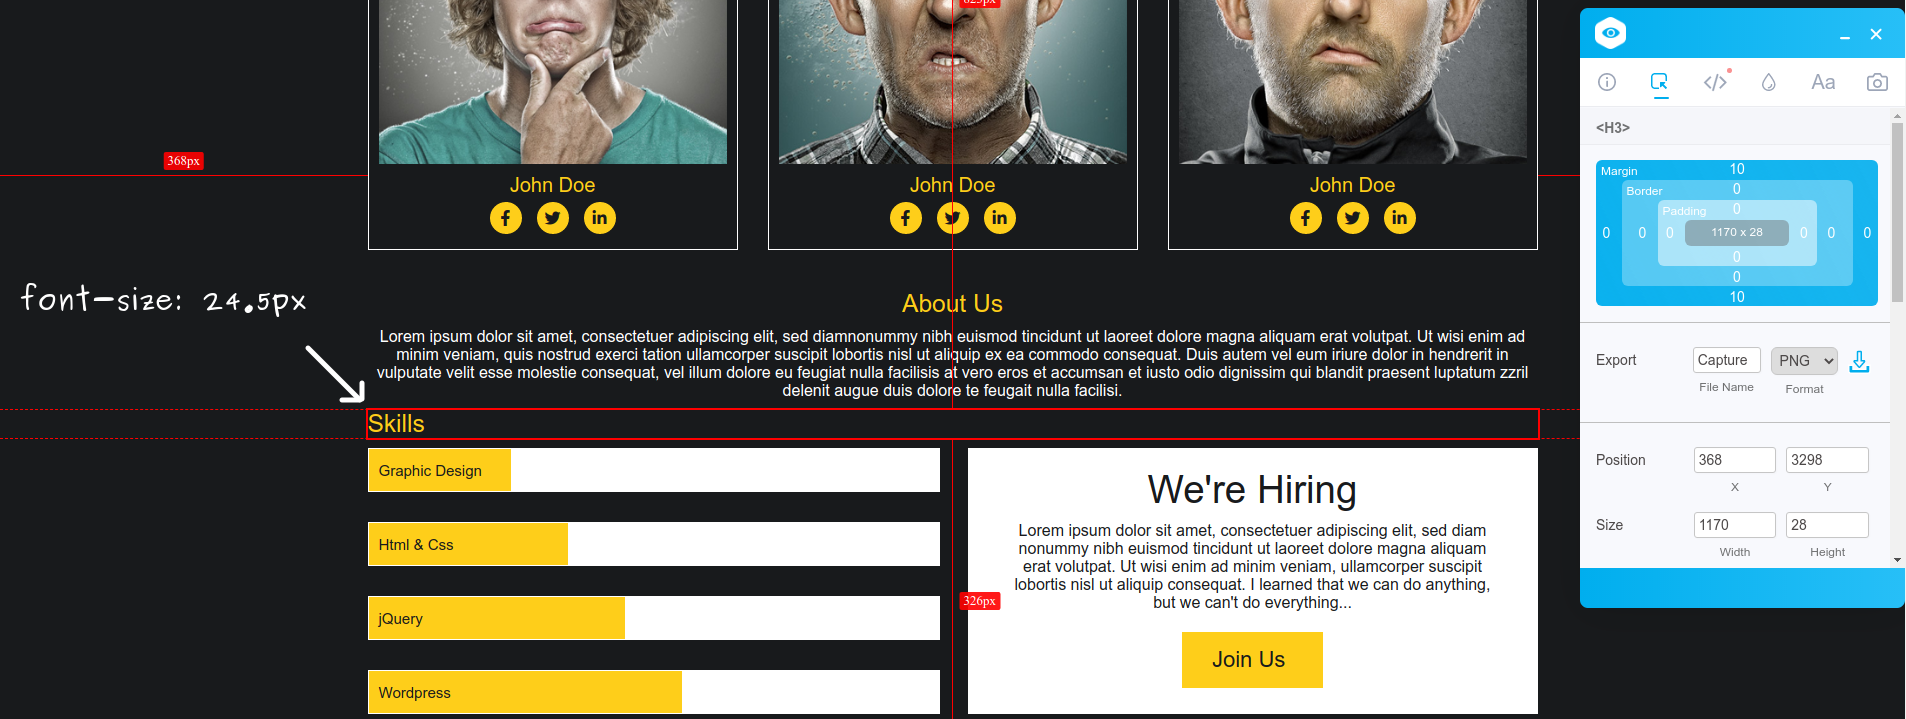 825px
368px
John Doe
John Doe
John Doe
font-size: 24.5px
About Us
Lorem ipsum dolor sit amet, consectetuer adipiscing elit, sed diamnonummy nibh euismod tincidunt ut laoreet dolore magna aliquam erat volutpat. Ut wisi enim ad
minim veniam, quis nostrud exerci tation ullamcorper suscipit lobortis nisl ut aliquip ex ea commodo consequat. Duis autem vel eum iriure dolor in hendrerit in
vulputate velit esse molestie consequat, vel illum dolore eu feugiat nulla facilisis at vero eros et accumsan et iusto odio dignissim qui blandit praesent luptatum zzril
delenit augue duis dolore te feugait nulla facilisi.
Skills
Graphic Design
Html & Css
jQuery
Wordpress
We're Hiring
Lorem ipsum dolor sit amet, consectetuer adipiscing elit, sed diam
nonummy nibh euismod tincidunt ut laoreet dolore magna aliquam
erat volutpat. Ut wisi enim ad minim veniam, ullamcorper suscipit
lobortis nisl ut aliquip consequat. I learned that we can do anything,
but we can't do everything...
326px
Join Us
Aa
<H3>
Margin 10
Border 0
Padding 0
0 0 0 1170 x 28 0 0 0
0
0
10
Export Capture PNG
File Name Format
Position 368 3298
X Y
Size 1170 28
Width Height